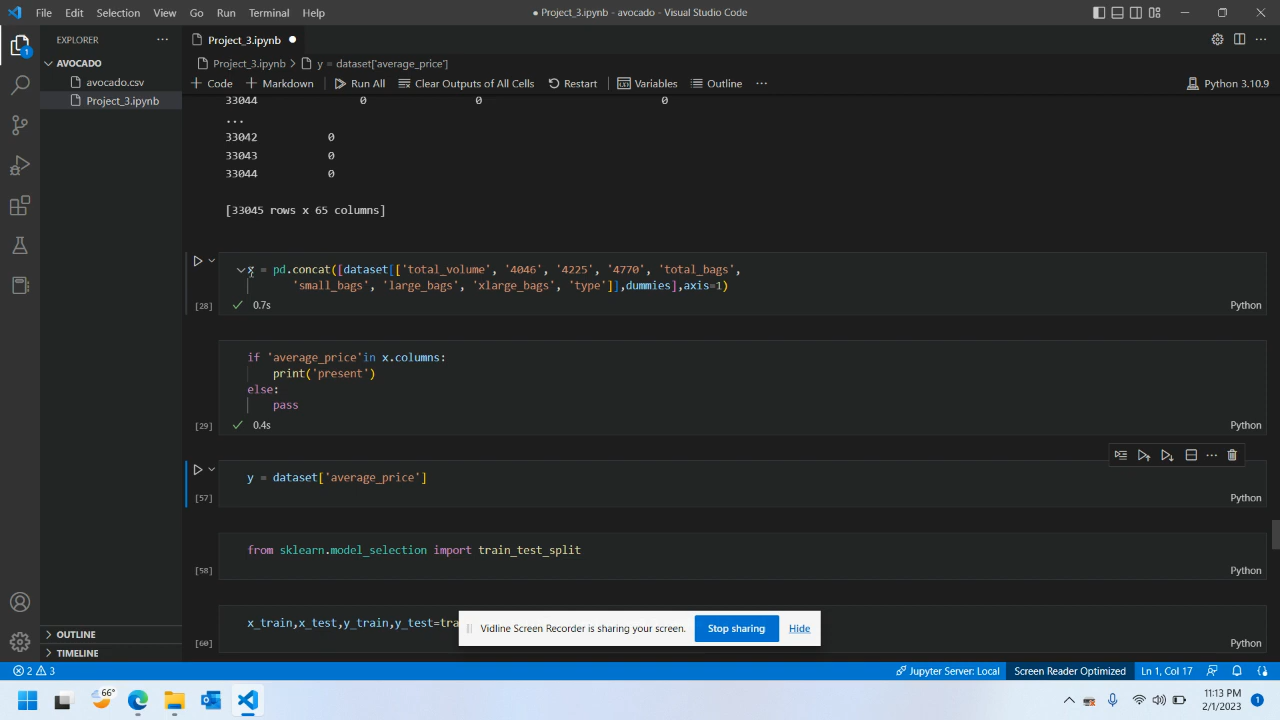 File Edit Selection View Go Run Terminal Help
● Project_3.ipynb - avocado - Visual Studio Code
EXPLORER
Project_3.ipynb
AVOCADO
avocado.csv
Project_3.ipynb
Project_3.ipynb > y = dataset['average_price']
Code Markdown Run All Clear Outputs of All Cells Restart Variables Outline ...
Python 3.10.9
33044 0 0 0
...
33042 0
33043 0
33044 0
[33045 rows x 65 columns]
x = pd.concat([dataset[['total_volume', '4046', '4225', '4770', 'total_bags',
'small_bags', 'large_bags', 'xlarge_bags', 'type']],dummies],axis=1)
[28] 0.7s Python
if 'average_price'in x.columns:
print('present')
else:
pass
[29] 0.4s Python
y = dataset['average_price']
[57] Python
from sklearn.model_selection import train_test_split
[58] Python
x_train,x_test,y_train,y_test=tra
[60] Python
Vidline Screen Recorder is sharing your screen. Stop sharing Hide
OUTLINE
TIMELINE
2 3 Jupyter Server: Local Screen Reader Optimized Ln 1, Col 17
1
66°
11:13 PM
2/1/2023
1